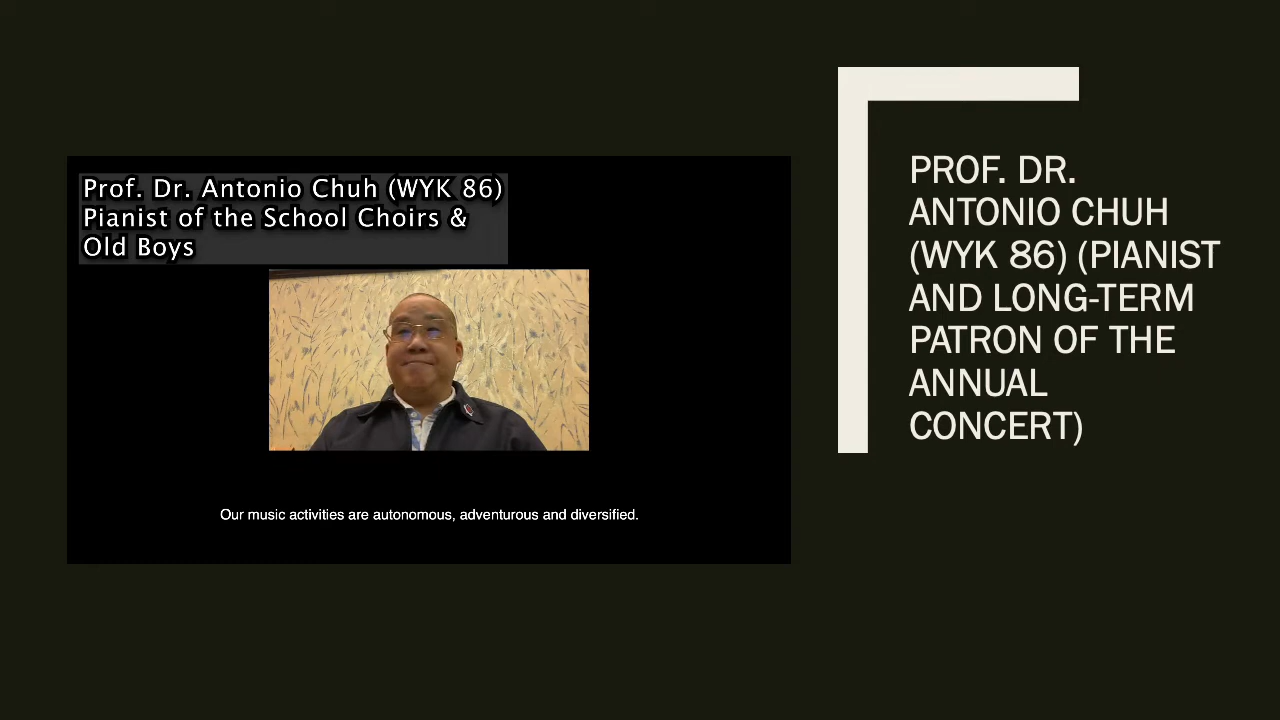 Prof. Dr. Antonio Chuh (WYK 86)
Pianist of the School Choirs &
Old Boys
Our music activities are autonomous, adventurous and diversified.
PROF. DR.
ANTONIO CHUH
(WYK 86) (PIANIST
AND LONG-TERM
PATRON OF THE
ANNUAL
CONCERT)